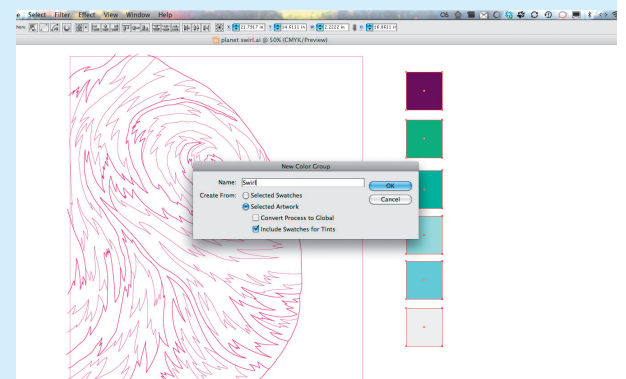 Select Filter Effect View Window Help
planet swirl.ai @ 50% (CMYK/Preview)
New Color Group
Name: Swirl
OK
Create From: Selected Swatches
Cancel
Selected Artwork
Convert Process to Global
Include Swatches for Tints